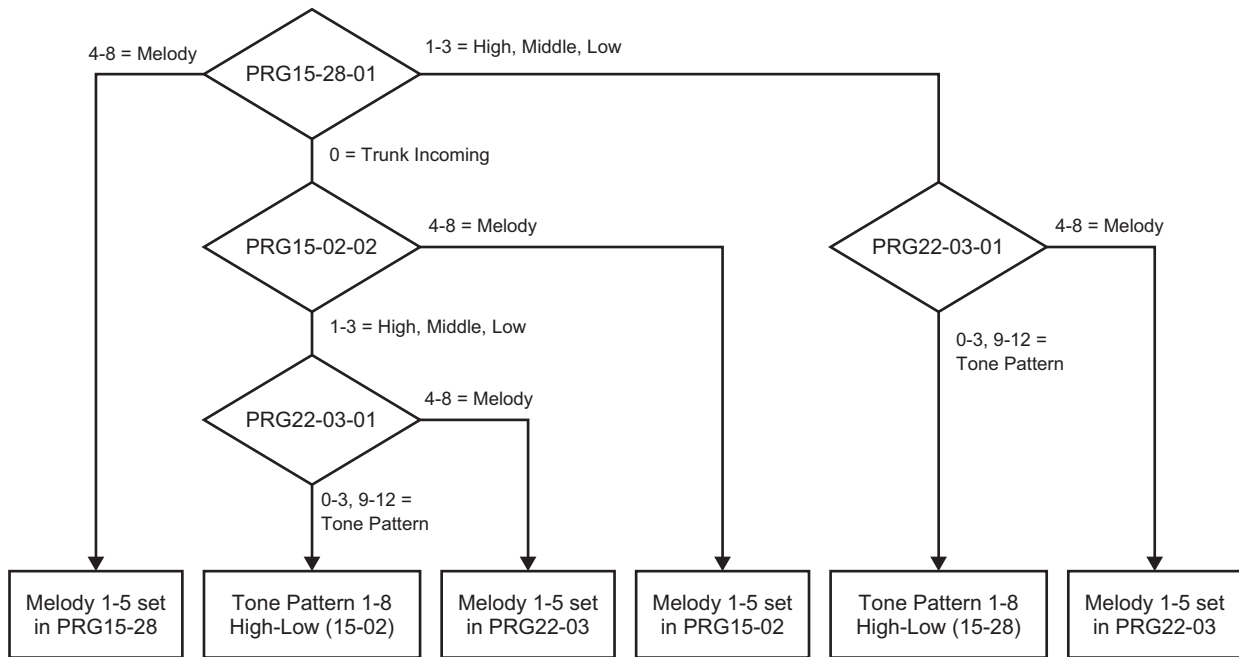 4-8 = Melody
PRG15-28-01
1-3 = High, Middle, Low
0 = Trunk Incoming
PRG15-02-02
4-8 = Melody
PRG22-03-01
4-8 = Melody
1-3 = High, Middle, Low
0-3, 9-12 =
Tone Pattern
PRG22-03-01
4-8 = Melody
0-3, 9-12 =
Tone Pattern
Melody 1-5 set
in PRG15-28
Tone Pattern 1-8
High-Low (15-02)
Melody 1-5 set
in PRG22-03
Melody 1-5 set
in PRG15-02
Tone Pattern 1-8
High-Low (15-28)
Melody 1-5 set
in PRG22-03